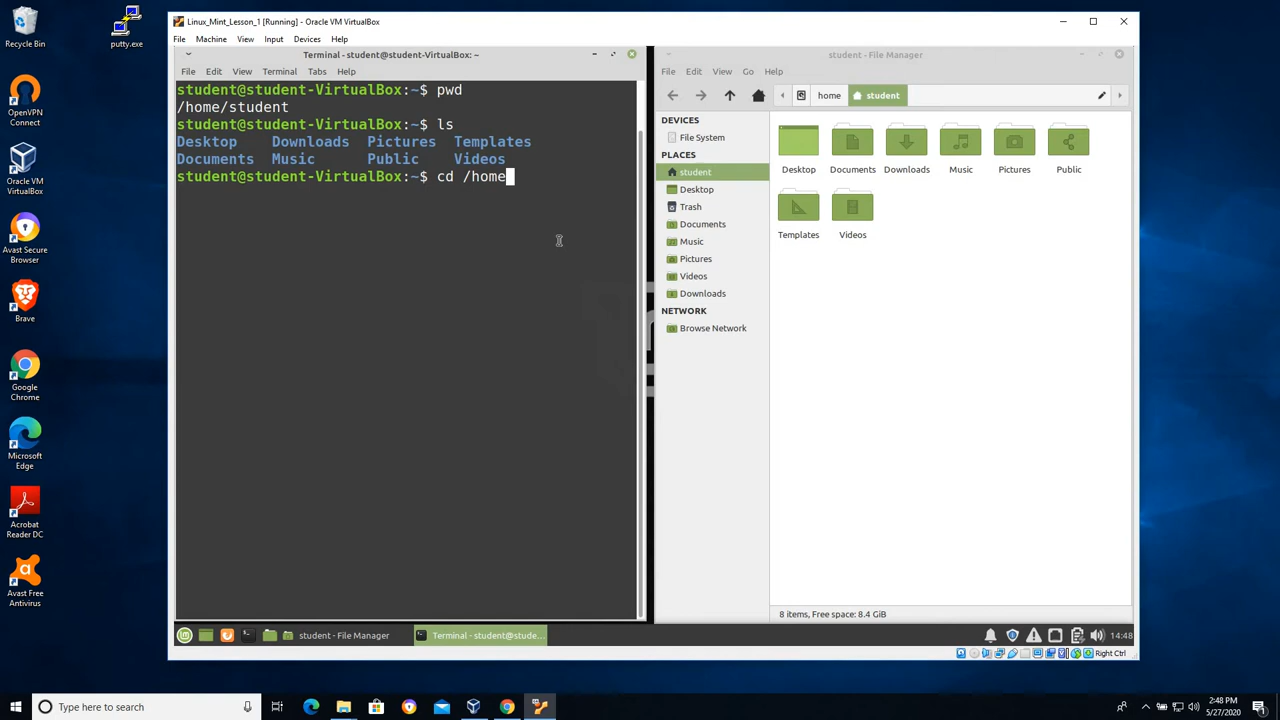 Recycle Bin
putty.exe
OpenVPN
Connect
Oracle VM
VirtualBox
Avast Secure
Browser
Brave
Google
Chrome
Microsoft
Edge
Acrobat
Reader DC
Avast Free
Antivirus
Linux_Mint_Lesson_1 [Running] - Oracle VM VirtualBox
File Machine View Input Devices Help
Terminal - student@student-VirtualBox: ~
File Edit View Terminal Tabs Help
student@student-VirtualBox:~$ pwd
/home/student
student@student-VirtualBox:~$ ls
Desktop Downloads Pictures Templates
Documents Music Public Videos
student@student-VirtualBox:~$ cd /home
student - File Manager
File Edit View Go Help
home student
DEVICES
File System
PLACES
student
Desktop
Trash
Documents
Music
Pictures
Videos
Downloads
NETWORK
Browse Network
Desktop Documents Downloads Music Pictures Public
Templates Videos
8 items, Free space: 8.4 GiB
student - File Manager
Terminal - student@stude...
14:48
Right Ctrl
Type here to search
2:48 PM
5/27/2020
1